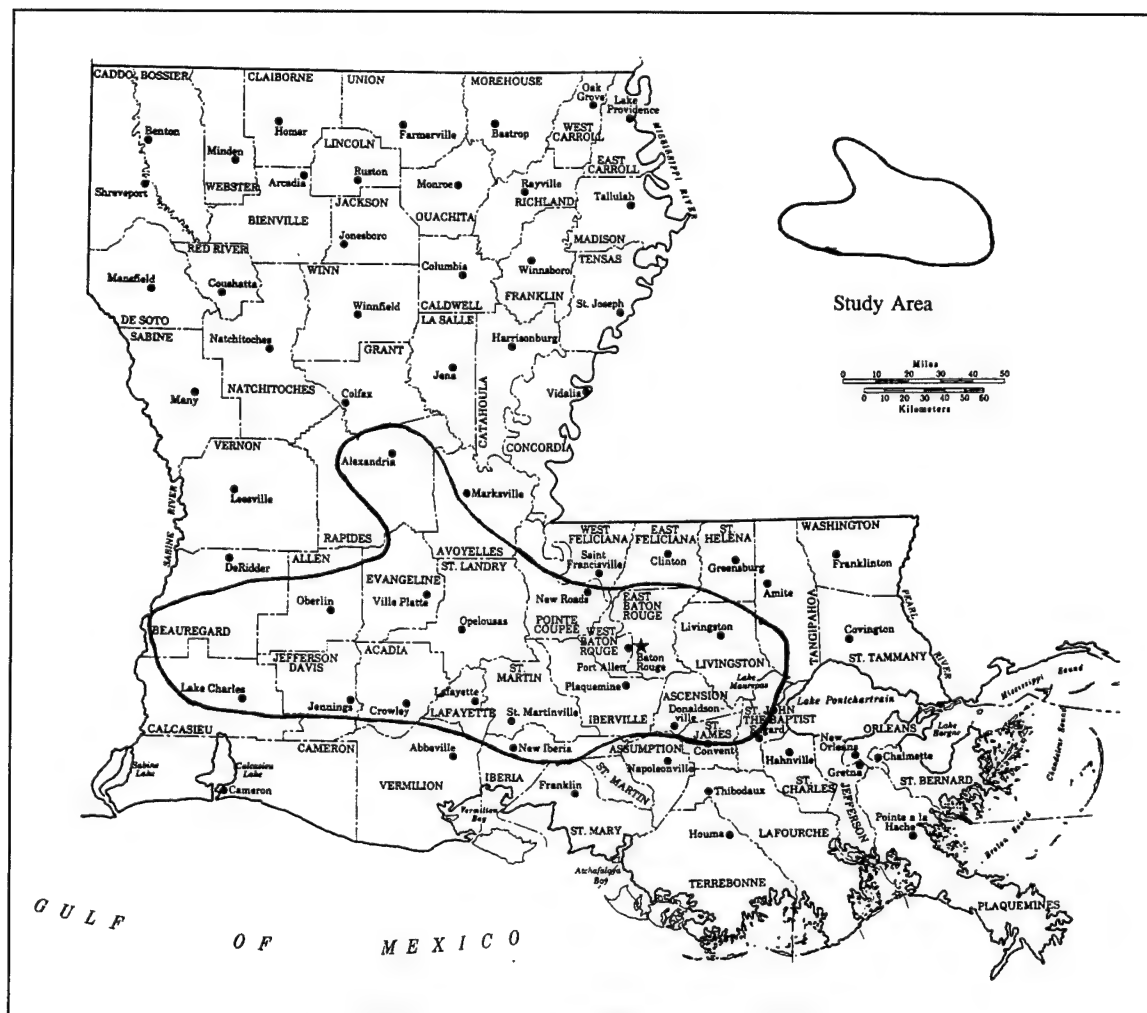 CADDO BOSSIER
CLAIBORNE
UNION
MOREHOUSE
Oak
Grove
Lake
Providence
Benton
Homer
Farmerville
Bastrop
WEST
CARROLL
MISSISSIPPI RIVER
Minden
LINCOLN
EAST
CARROLL
Shreveport
WEBSTER
Arcadia
Ruston
Monroe
Rayville
RICHLAND
Tallulah
BIENVILLE
JACKSON
OUACHITA
Jonesboro
MADISON
RED RIVER
WINN
Columbia
Winnsboro
TENSAS
Mansfield
Coushatta
Winnfield
CALDWELL
FRANKLIN
St. Joseph
Study Area
DE SOTO
SABINE
Natchitoches
LA SALLE
Harrisonburg
GRANT
Jena
Miles
0 10 20 30 40 50
0 10 20 30 40 50 60
Kilometers
Many
NATCHITOCHES
Colfax
CATAHOULA
Vidalia
VERNON
Alexandria
CONCORDIA
Leesville
Marksville
SABINE RIVER
RAPIDES
AVOYELLES
WEST
FELICIANA
EAST
FELICIANA
ST.
HELENA
WASHINGTON
DeRidder
ALLEN
ST. LANDRY
Saint
Francisville
Clinton
Greensburg
Franklinton
EVANGELINE
Ville Platte
New Roads
EAST
BATON
ROUGE
Amite
Oberlin
POINTE
COUPEE
TANGIPAHOA
PEARL RIVER
BEAUREGARD
Opelousas
WEST
BATON
ROUGE
Livingston
Covington
JEFFERSON
DAVIS
ACADIA
ST.
MARTIN
Port Allen
Baton
Rouge
LIVINGSTON
ST. TAMMANY
Lake Charles
Jennings
Crowley
Lafayette
LAFAYETTE
St. Martinville
Plaquemine
IBERVILLE
ASCENSION
Donaldson-
ville
Lake
Maurepas
Lake Pontchartrain
Mississippi Sound
CALCASIEU
CAMERON
Abbeville
New Iberia
ASSUMPTION
ST.
JAMES
Convent
ST. JOHN
THE BAPTIST
Edgard
ORLEANS
Lake
Borgne
New
Orleans
Chalmette
Chandeleur Sound
Sabine
Lake
Calcasieu
Lake
Cameron
VERMILION
IBERIA
Franklin
ST.
MARTIN
Napoleonville
Hahnville
Gretna
ST. BERNARD
Vermilion
Bay
Thibodaux
ST.
CHARLES
JEFFERSON
ST. MARY
Houma
LAFOURCHE
Pointe a la
Hache
Breton Sound
Atchafalaya
Bay
TERREBONNE
PLAQUEMINES
GULF OF MEXICO